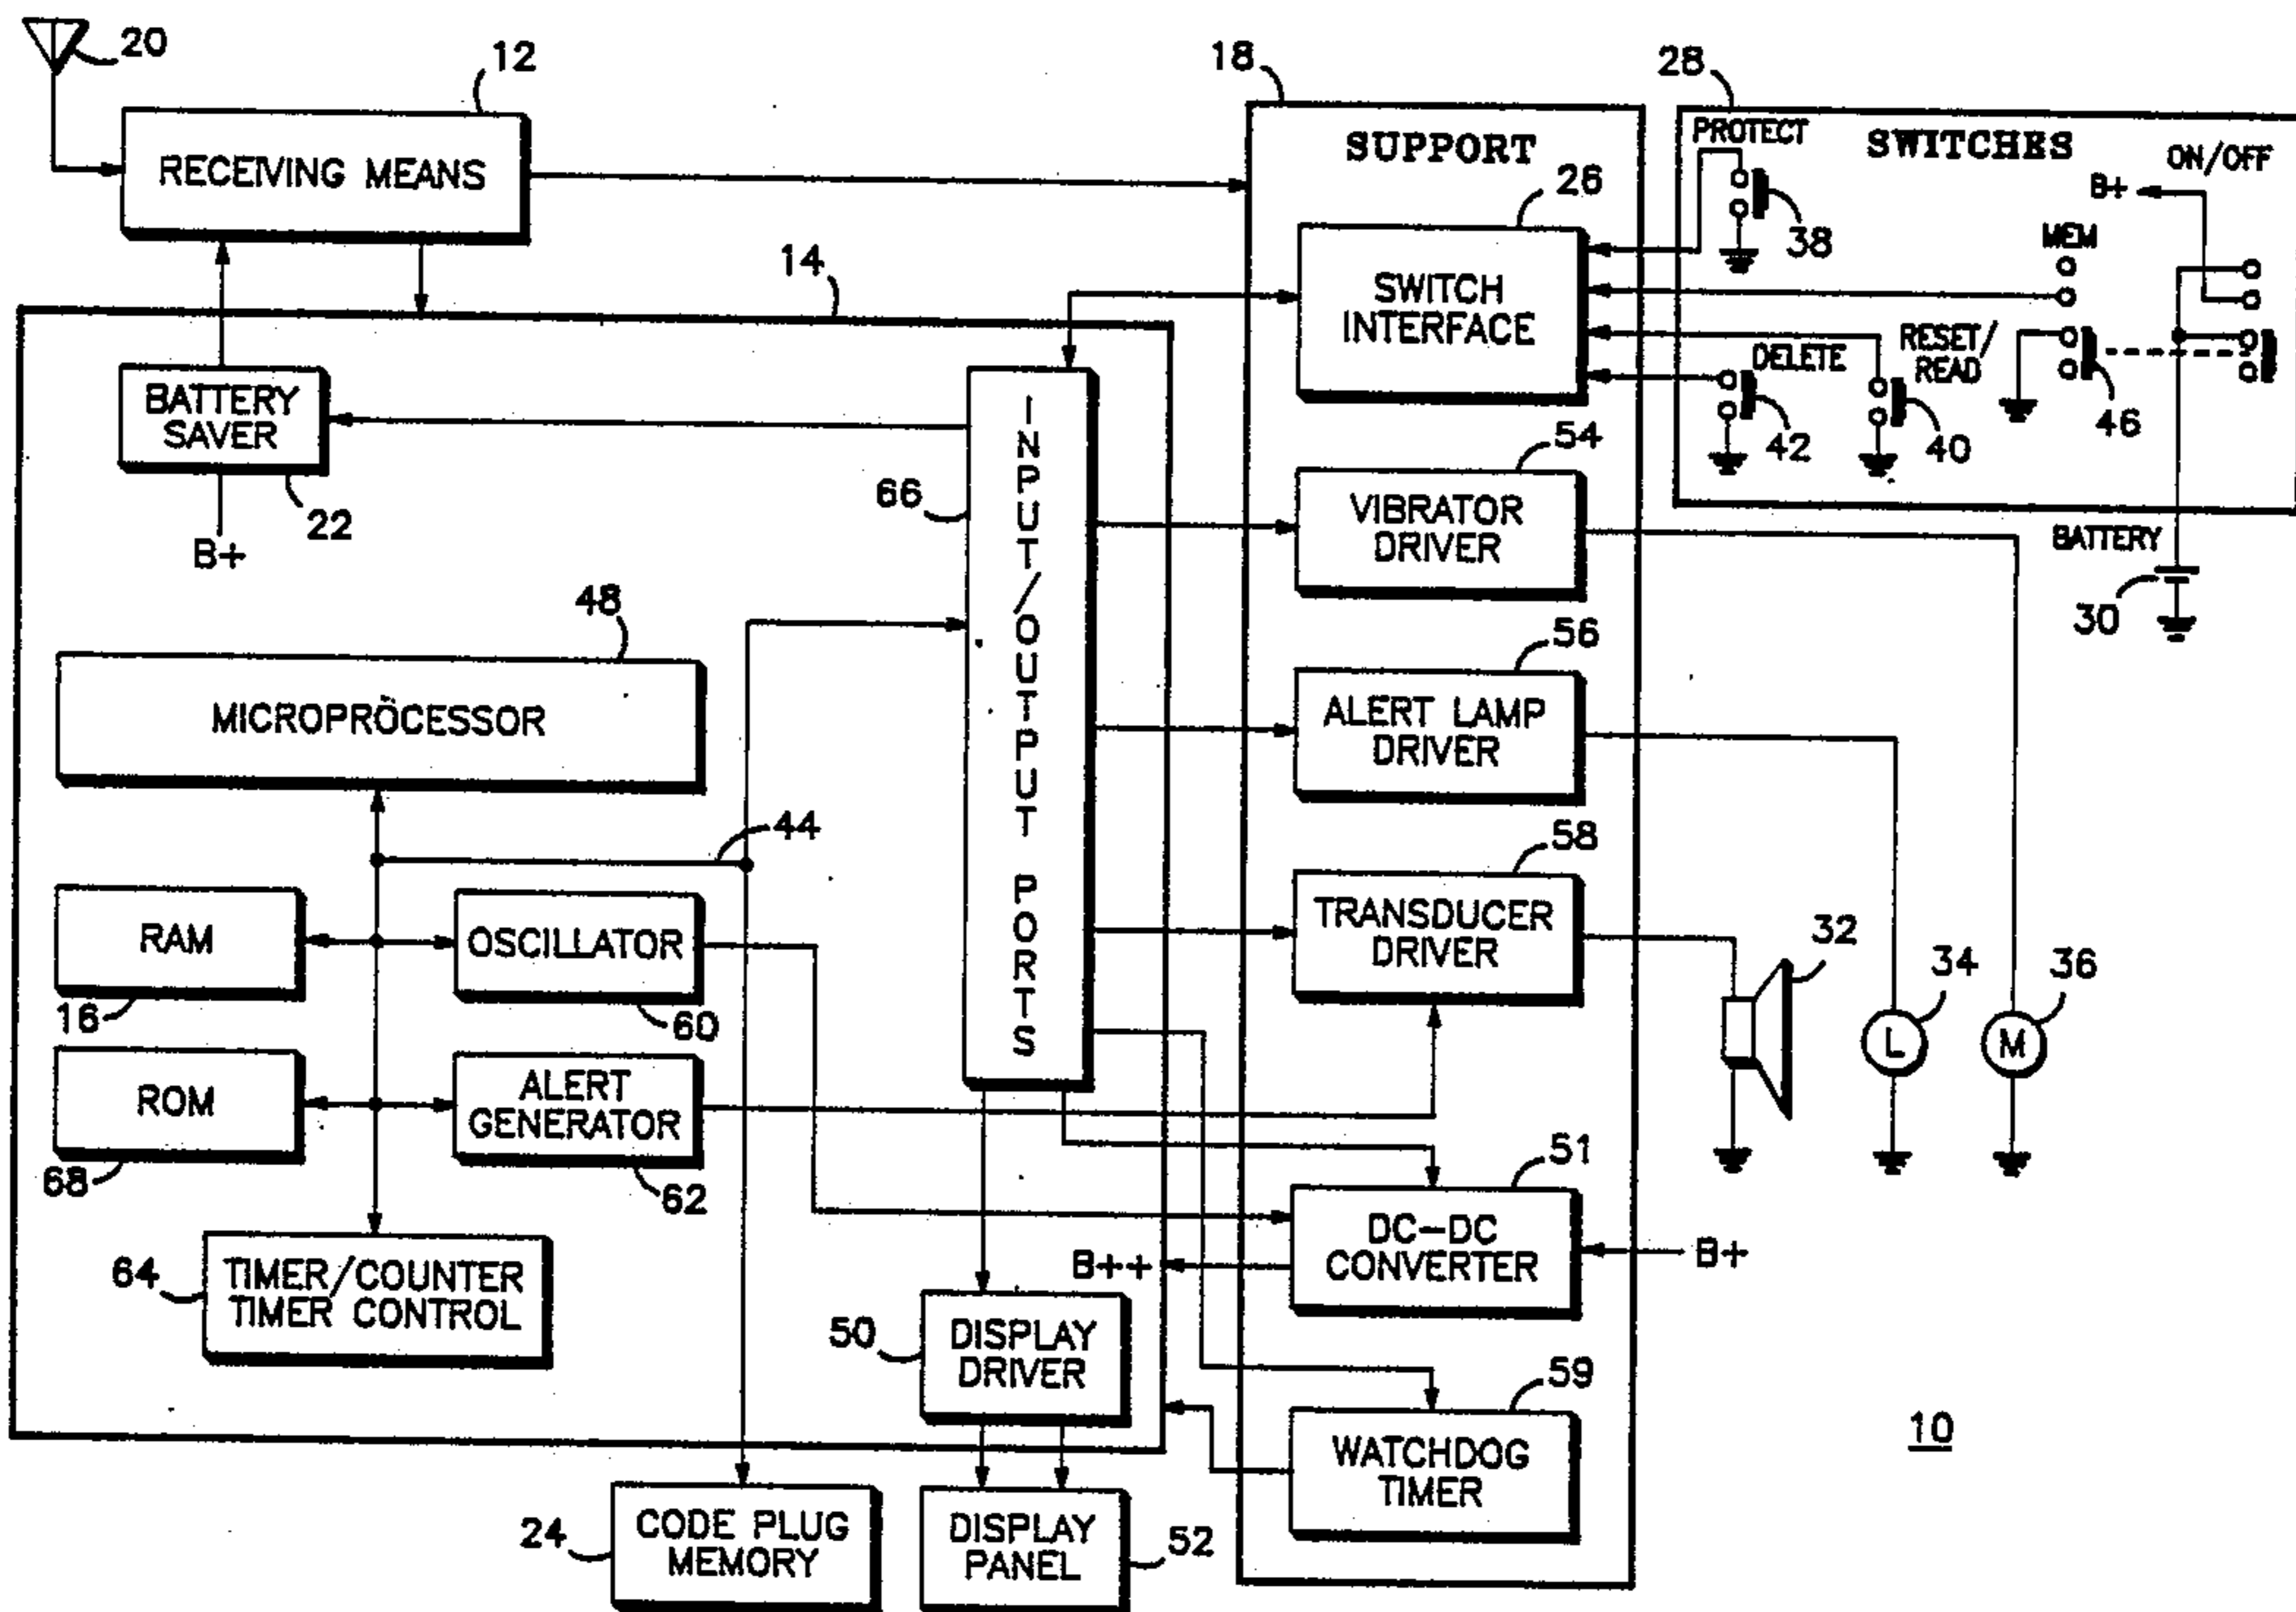 20
12
RECEIVING MEANS
18
SUPPORT
28
PROTECT
SWITCHES
ON/OFF
B+
38
MEM
26
SWITCH
INTERFACE
RESET/
READ
DELETE
42
40
46
BATTERY
30
14
BATTERY
SAVER
22
B+
66
INPUT/OUTPUT PORTS
54
VIBRATOR
DRIVER
48
MICROPROCESSOR
56
ALERT LAMP
DRIVER
44
58
TRANSDUCER
DRIVER
32
34
L
36
M
RAM
16
OSCILLATOR
60
ROM
68
ALERT
GENERATOR
62
64
TIMER/COUNTER
TIMER CONTROL
51
DC-DC
CONVERTER
B++
B+
50
DISPLAY
DRIVER
59
WATCHDOG
TIMER
24
CODE PLUG
MEMORY
DISPLAY
PANEL
52
10